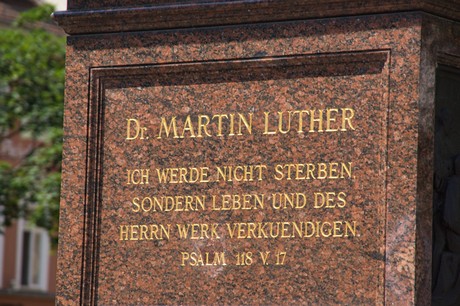 Dr. MARTIN LUTHER
ICH WERDE NICHT STERBEN,
SONDERN LEBEN UND DES
HERRN WERK VERKUENDIGEN.
PSALM 118 V. 17